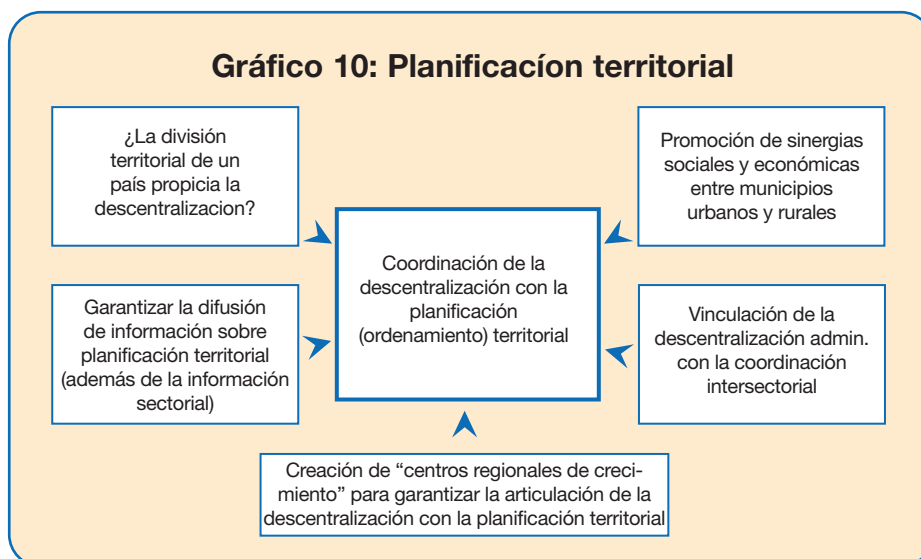 Gráfico 10: Planificacíon territorial
¿La división
territorial de un
país propicia la
descentralizacion?
Promoción de sinergias
sociales y económicas
entre municipios
urbanos y rurales
Coordinación de la
descentralización con la
planificación
(ordenamiento) territorial
Garantizar la difusión
de información sobre
planificación territorial
(además de la información
sectorial)
Vinculación de la
descentralización admin.
con la coordinación
intersectorial
Creación de “centros regionales de creci-
miento” para garantizar la articulación de la
descentralización con la planificación territorial